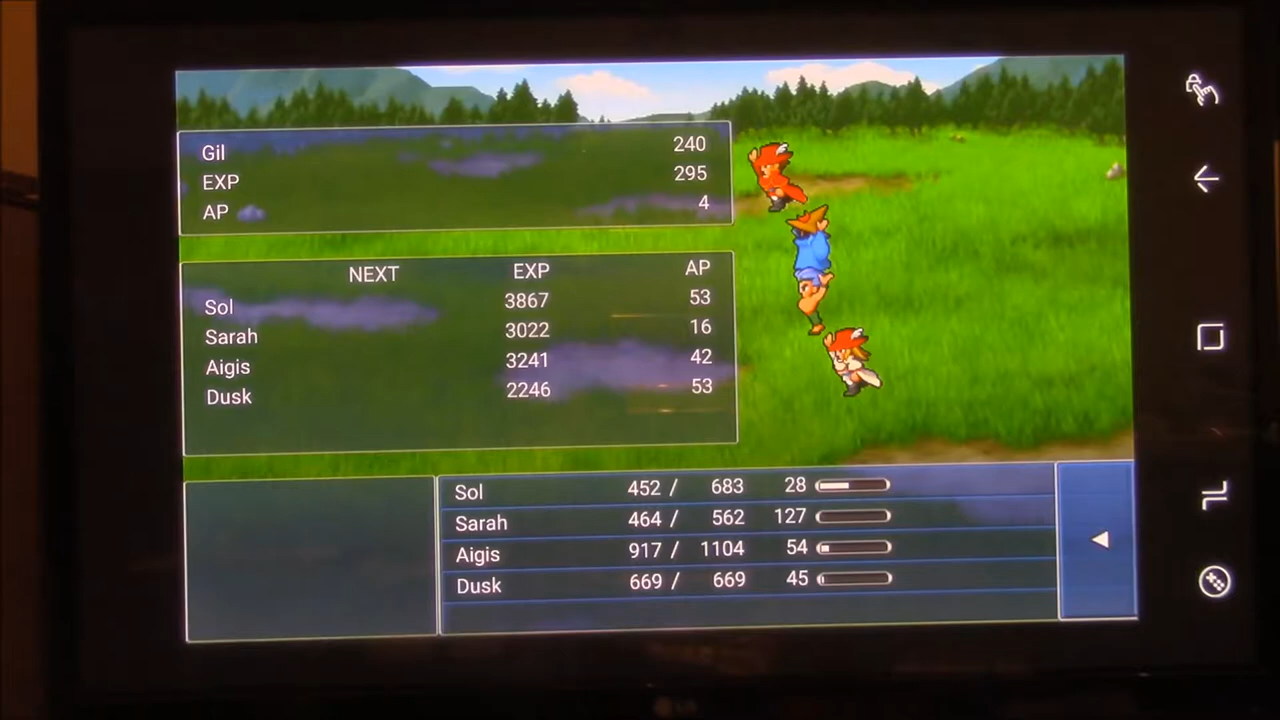 Gil 240
EXP 295
AP 4
NEXT EXP AP
Sol 3867 53
Sarah 3022 16
Aigis 3241 42
Dusk 2246 53
Sol 452 / 683 28
Sarah 464 / 562 127
Aigis 917 / 1104 54
Dusk 669 / 669 45
LG